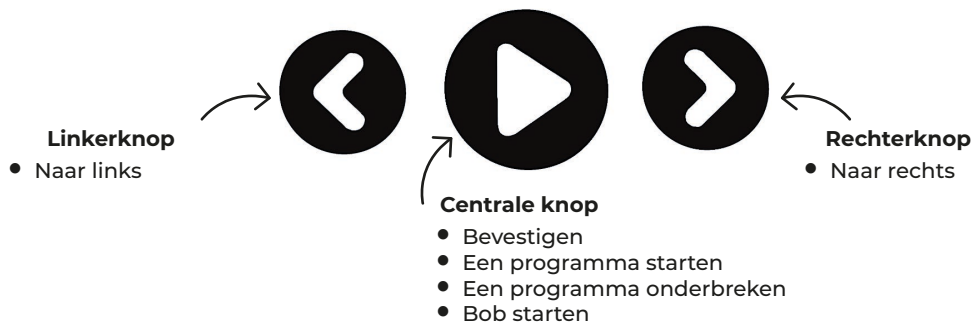 Linkerknop
• Naar links
Centrale knop
• Bevestigen
• Een programma starten
• Een programma onderbreken
• Bob starten
Rechterknop
• Naar rechts